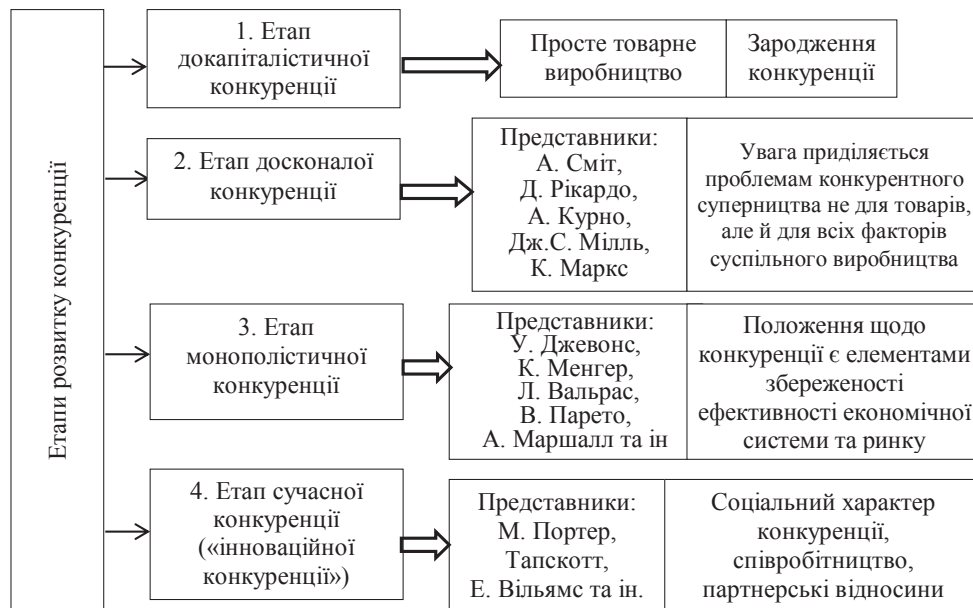 Етапи розвитку конкуренції
1. Етап
докапіталістичної
конкуренції
Просте товарне
виробництво
Зародження
конкуренції
2. Етап досконалої
конкуренції
Представники:
А. Сміт,
Д. Рікардо,
А. Курно,
Дж.С. Мілль,
К. Маркс
Увага приділяється
проблемам конкурентного
суперництва не для товарів,
але й для всіх факторів
суспільного виробництва
3. Етап
монополістичної
конкуренції
Представники:
У. Джевонс,
К. Менгер,
Л. Вальрас,
В. Парето,
А. Маршалл та ін
Положення щодо
конкуренції є елементами
збереженості
ефективності економічної
системи та ринку
4. Етап сучасної
конкуренції
(«інноваційної
конкуренції»)
Представники:
М. Портер,
Тапскотт,
Е. Вільямс та ін.
Соціальний характер
конкуренції,
співробітництво,
партнерські відносини